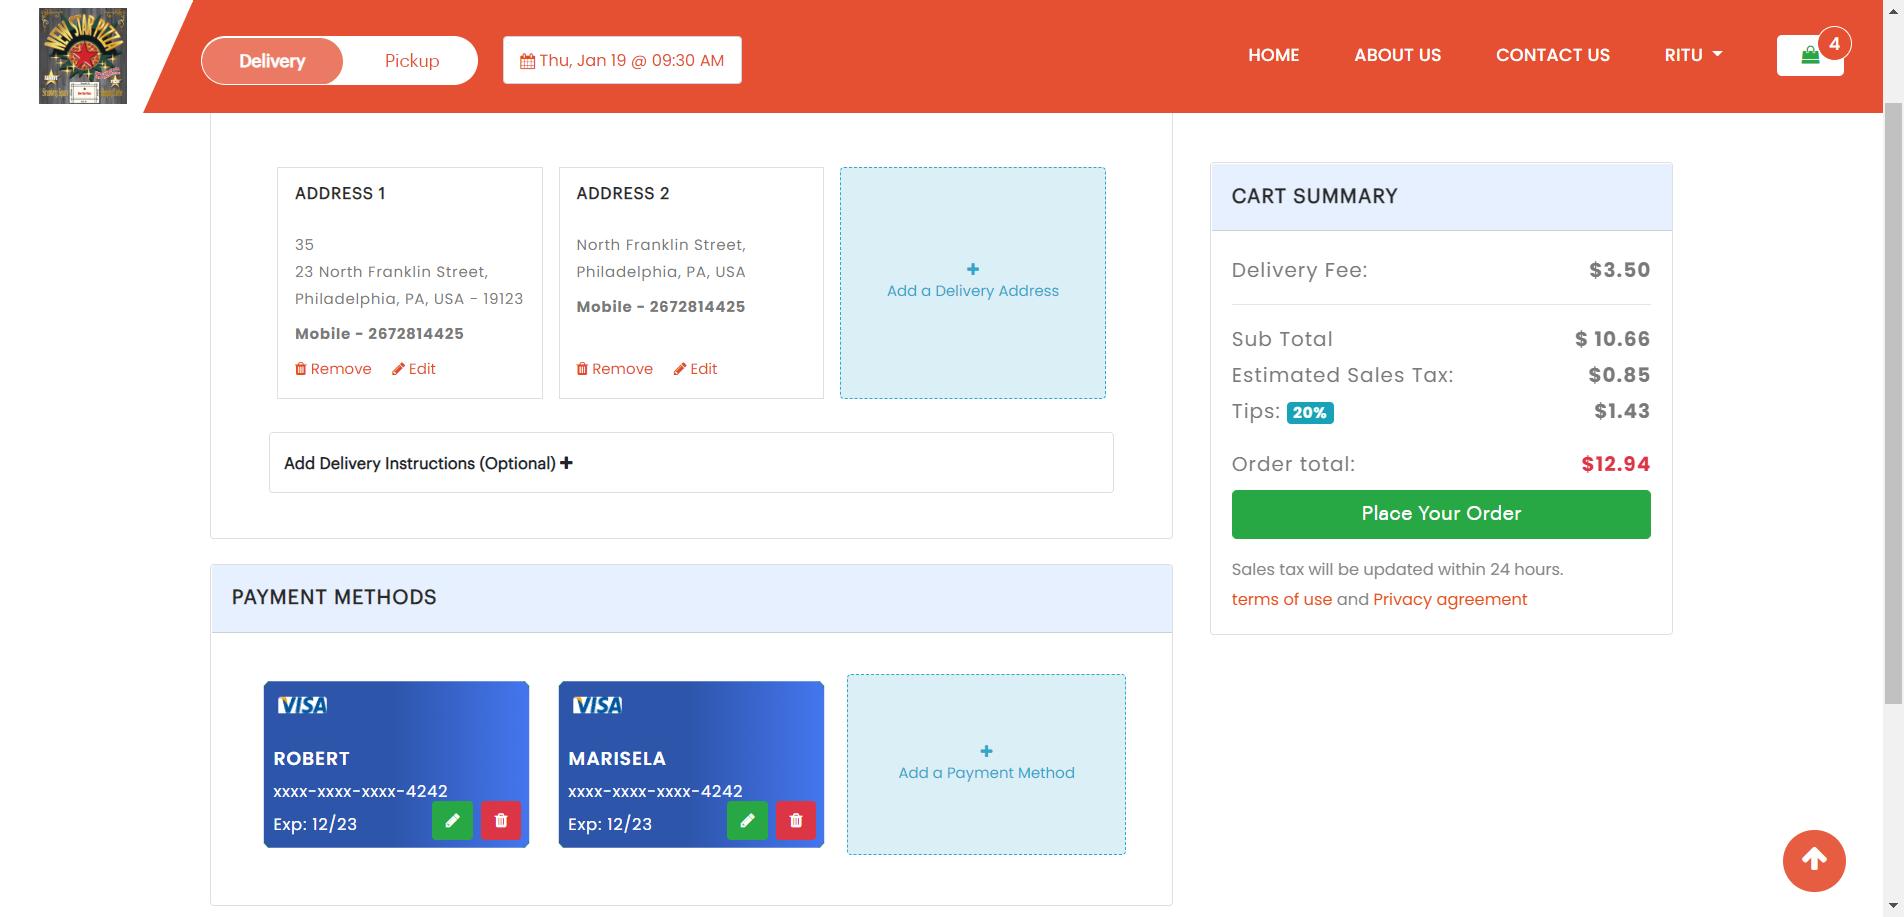 NEW STAR PIZZA
Delivery
Pickup
Thu, Jan 19 @ 09:30 AM
HOME
ABOUT US
CONTACT US
RITU
4
ADDRESS 1
35
23 North Franklin Street,
Philadelphia, PA, USA - 19123
Mobile - 2672814425
Remove
Edit
ADDRESS 2
North Franklin Street,
Philadelphia, PA, USA
Mobile - 2672814425
Remove
Edit
+
Add a Delivery Address
Add Delivery Instructions (Optional) +
PAYMENT METHODS
VISA
ROBERT
xxxx-xxxx-xxxx-4242
Exp: 12/23
VISA
MARISELA
xxxx-xxxx-xxxx-4242
Exp: 12/23
+
Add a Payment Method
CART SUMMARY
Delivery Fee: $3.50
Sub Total $ 10.66
Estimated Sales Tax: $0.85
Tips: 20% $1.43
Order total: $12.94
Place Your Order
Sales tax will be updated within 24 hours.
terms of use and Privacy agreement